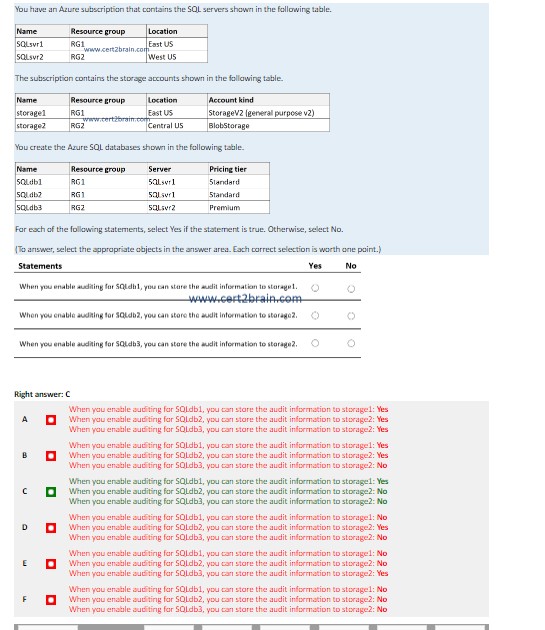 You have an Azure subscription that contains the SQL servers shown in the following table.
Name Resource group Location
SQLsvr1 RG1 East US
www.cert2brain.com
SQLsvr2 RG2 West US
The subscription contains the storage accounts shown in the following table.
Name Resource group Location Account kind
storage1 RG1 East US StorageV2 (general purpose v2)
www.cert2brain.com
storage2 RG2 Central US BlobStorage
You create the Azure SQL databases shown in the following table.
Name Resource group Server Pricing tier
SQLdb1 RG1 SQLsvr1 Standard
SQLdb2 RG1 SQLsvr1 Standard
SQLdb3 RG2 SQLsvr2 Premium
For each of the following statements, select Yes if the statement is true. Otherwise, select No.
(To answer, select the appropriate objects in the answer area. Each correct selection is worth one point.)
Statements Yes No
When you enable auditing for SQLdb1, you can store the audit information to storage1.
www.cert2brain.com
When you enable auditing for SQLdb2, you can store the audit information to storage2.
When you enable auditing for SQLdb3, you can store the audit information to storage2.
Right answer: C
When you enable auditing for SQLdb1, you can store the audit information to storage1: Yes
A When you enable auditing for SQLdb2, you can store the audit information to storage2: Yes
When you enable auditing for SQLdb3, you can store the audit information to storage2: Yes
When you enable auditing for SQLdb1, you can store the audit information to storage1: Yes
B When you enable auditing for SQLdb2, you can store the audit information to storage2: Yes
When you enable auditing for SQLdb3, you can store the audit information to storage2: No
When you enable auditing for SQLdb1, you can store the audit information to storage1: Yes
C When you enable auditing for SQLdb2, you can store the audit information to storage2: No
When you enable auditing for SQLdb3, you can store the audit information to storage2: No
When you enable auditing for SQLdb1, you can store the audit information to storage1: No
D When you enable auditing for SQLdb2, you can store the audit information to storage2: Yes
When you enable auditing for SQLdb3, you can store the audit information to storage2: No
When you enable auditing for SQLdb1, you can store the audit information to storage1: No
E When you enable auditing for SQLdb2, you can store the audit information to storage2: No
When you enable auditing for SQLdb3, you can store the audit information to storage2: Yes
When you enable auditing for SQLdb1, you can store the audit information to storage1: No
F When you enable auditing for SQLdb2, you can store the audit information to storage2: No
When you enable auditing for SQLdb3, you can store the audit information to storage2: No